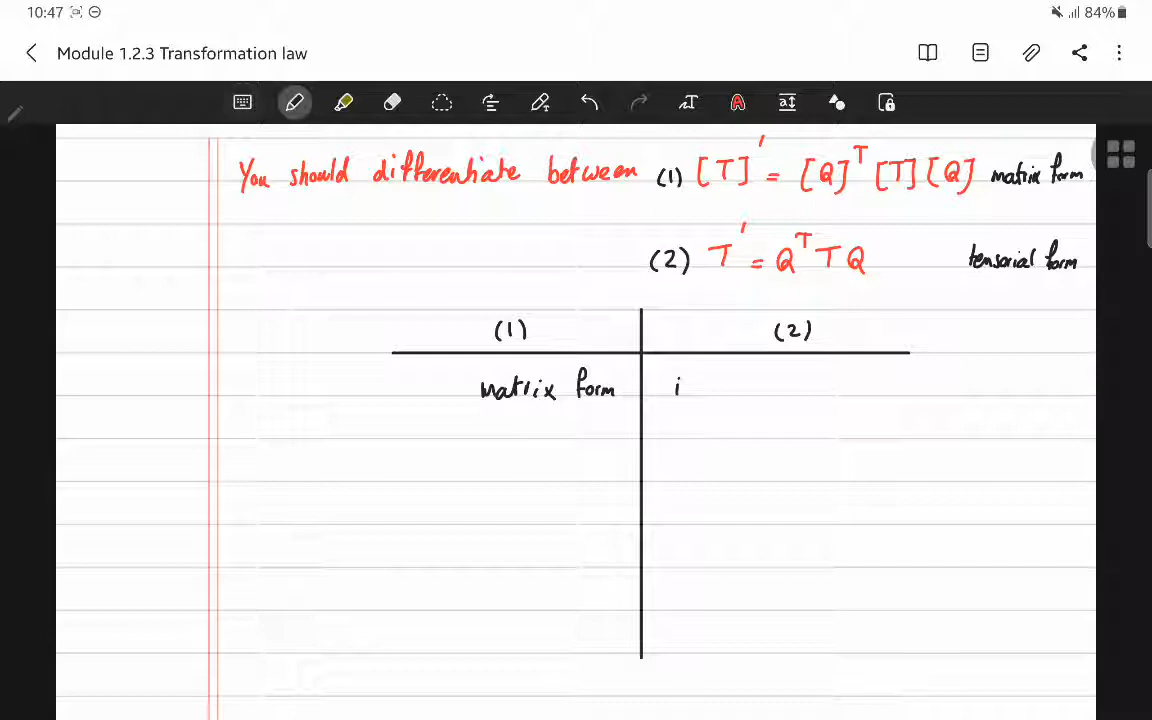 10:47 84%
Module 1.2.3 Transformation law
You should differentiate between (1) [T]' = [Q]^T [T][Q] matrix form
(2) T' = Q^T T Q tensorial form
(1) (2)
matrix form i